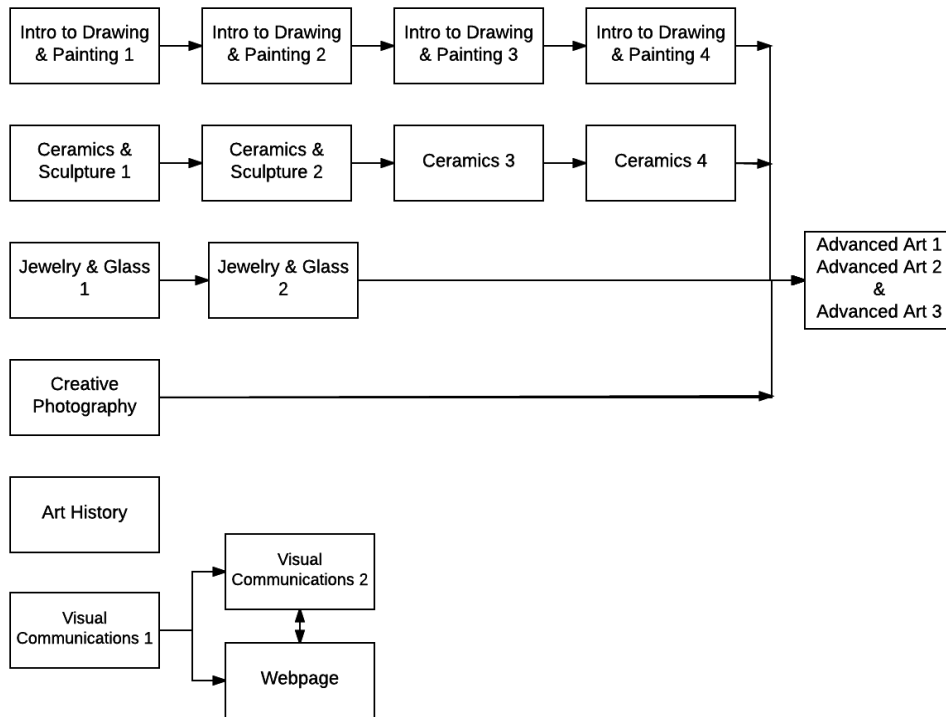 Intro to Drawing
& Painting 1
Intro to Drawing
& Painting 2
Intro to Drawing
& Painting 3
Intro to Drawing
& Painting 4
Ceramics &
Sculpture 1
Ceramics &
Sculpture 2
Ceramics 3
Ceramics 4
Jewelry & Glass
1
Jewelry & Glass
2
Advanced Art 1
Advanced Art 2
&
Advanced Art 3
Creative
Photography
Art History
Visual
Communications 2
Visual
Communications 1
Webpage